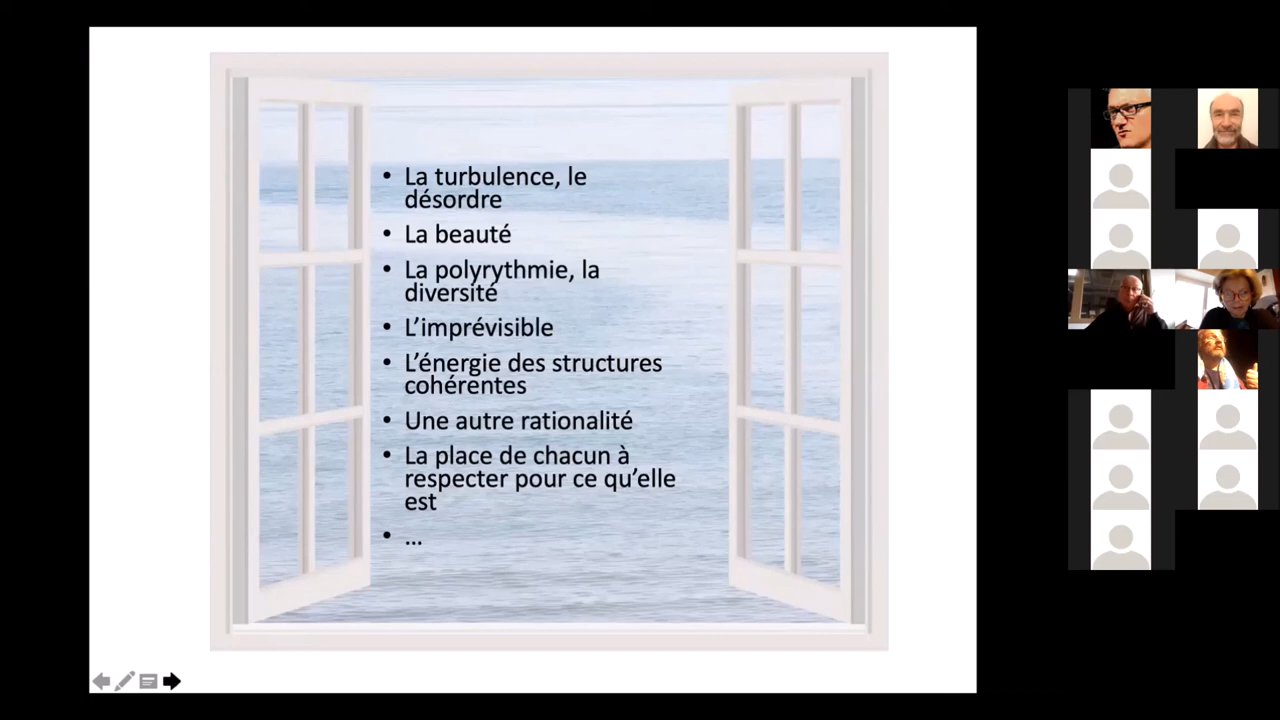 • La turbulence, le
désordre
• La beauté
• La polyrythmie, la
diversité
• L’imprévisible
• L’énergie des structures
cohérentes
• Une autre rationalité
• La place de chacun à
respecter pour ce qu’elle
est
• ...